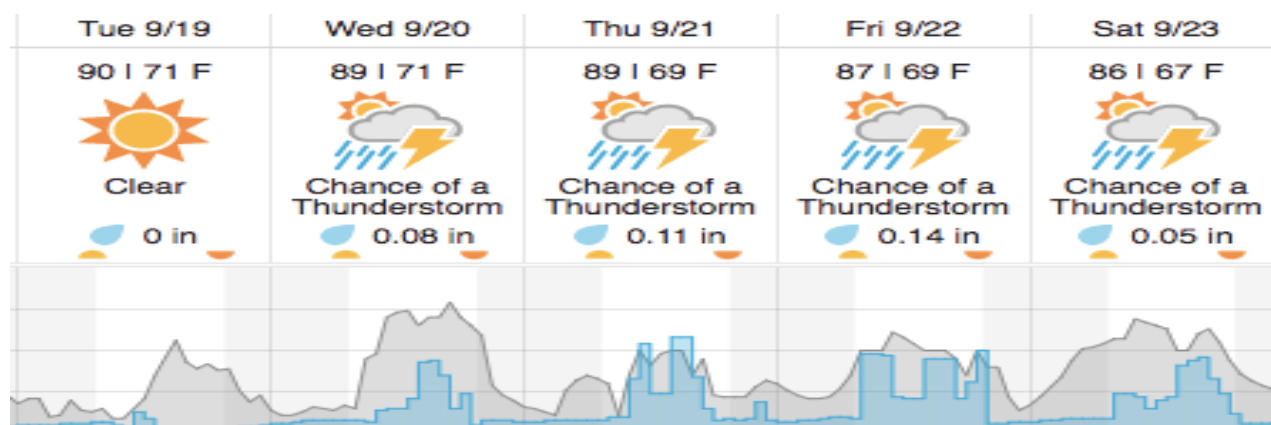 Tue 9/19 Wed 9/20 Thu 9/21 Fri 9/22 Sat 9/23
90 | 71 F 89 | 71 F 89 | 69 F 87 | 69 F 86 | 67 F
Clear Chance of a Chance of a Chance of a Chance of a
Thunderstorm Thunderstorm Thunderstorm Thunderstorm
0 in 0.08 in 0.11 in 0.14 in 0.05 in